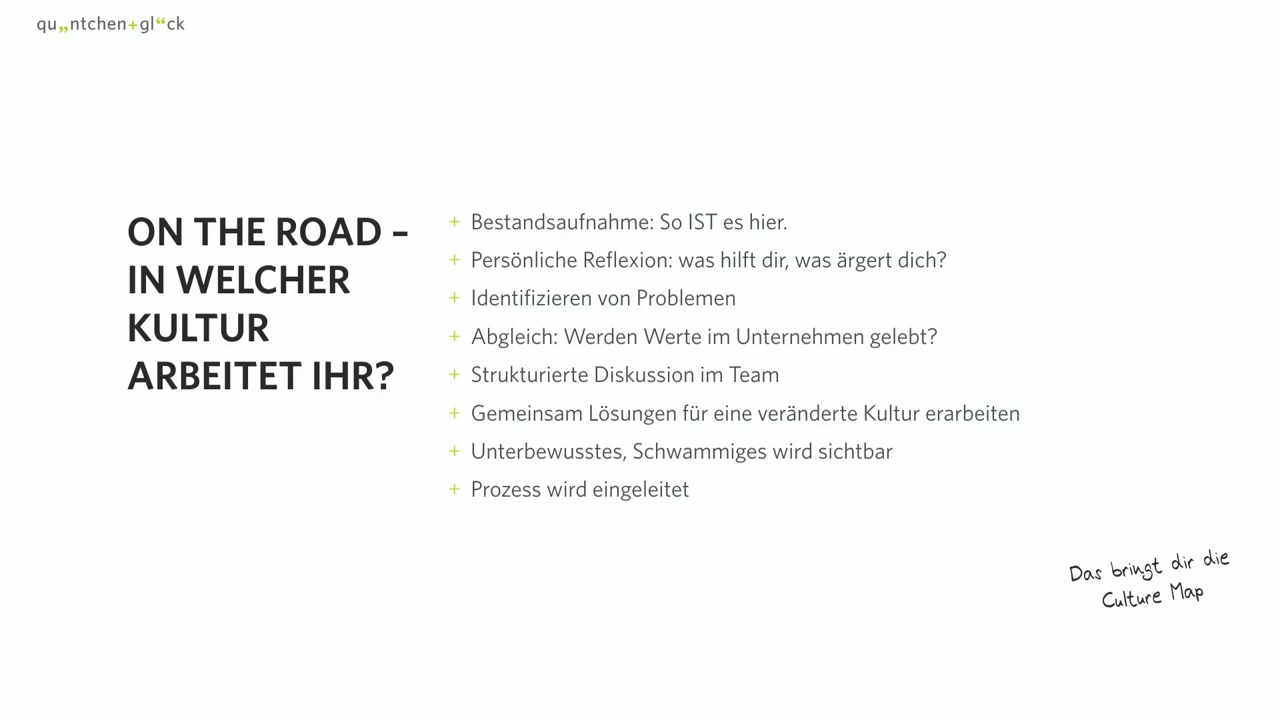 qu„ntchen+gl“ck
ON THE ROAD –
IN WELCHER
KULTUR
ARBEITET IHR?
+ Bestandsaufnahme: So IST es hier.
+ Persönliche Reflexion: was hilft dir, was ärgert dich?
+ Identifizieren von Problemen
+ Abgleich: Werden Werte im Unternehmen gelebt?
+ Strukturierte Diskussion im Team
+ Gemeinsam Lösungen für eine veränderte Kultur erarbeiten
+ Unterbewusstes, Schwammiges wird sichtbar
+ Prozess wird eingeleitet
Das bringt dir die
Culture Map